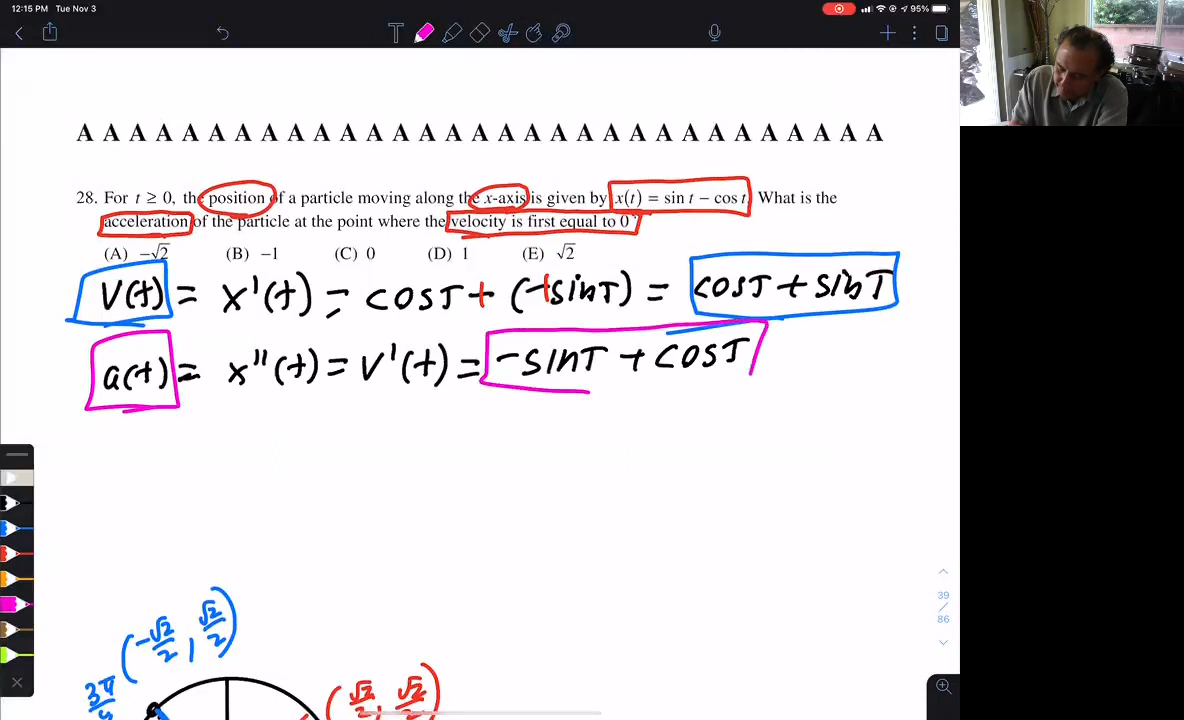 12:15 PM Tue Nov 3
95%
A A A A A A A A A A A A A A A A A A A A A A A A A A A A A A A
28. For t ≥ 0, the position of a particle moving along the x-axis is given by x(t) = sin t − cos t. What is the
acceleration of the particle at the point where the velocity is first equal to 0?
(A) −√2 (B) −1 (C) 0 (D) 1 (E) √2
V(t) = x'(t) = cosT + (+sinT) = cosT + sinT
a(t) = x''(t) = v'(t) = -sinT + cosT
39
/
86
(-√2/2, √2/2)
3π/4
(√2/2, √2/2)